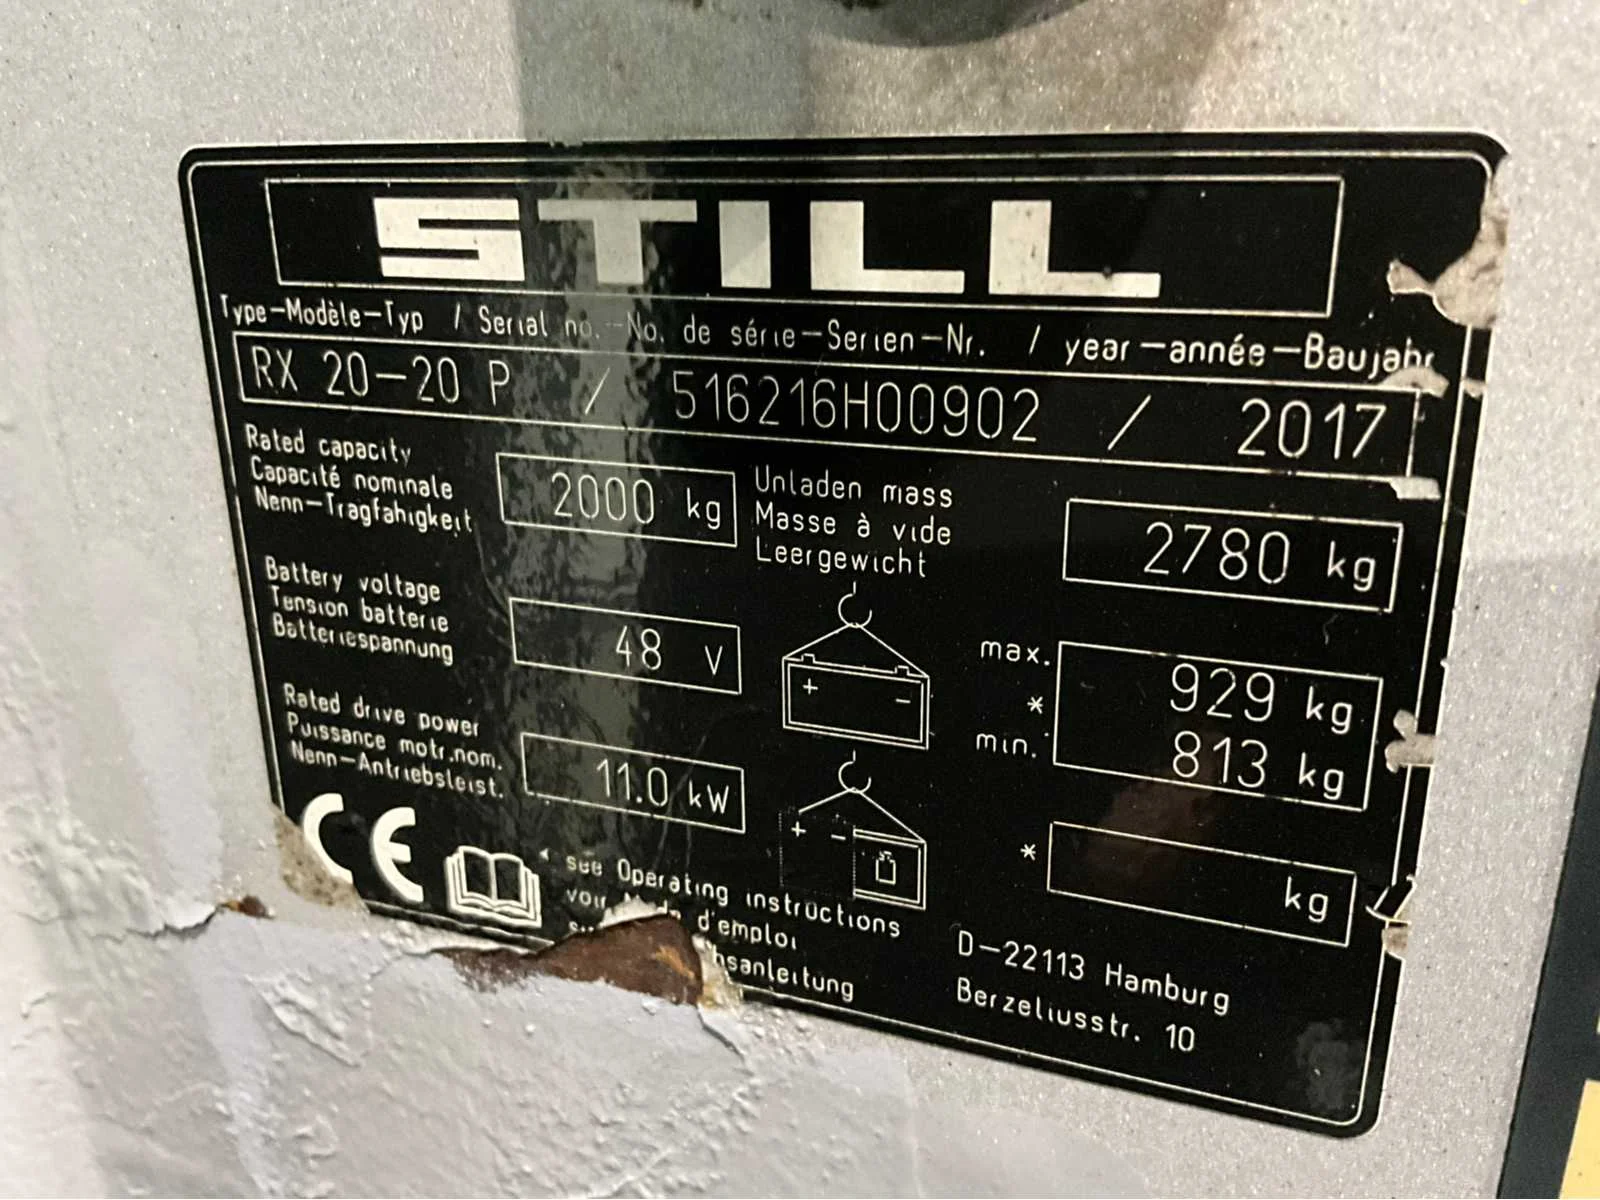 STILL
Type-Modèle-Typ / Serial no.-No. de série-Serien-Nr. / year-année-Baujahr
RX 20-20 P / 516216H00902 / 2017
Rated capacity
Capacité nominale
Nenn-Tragfähigkeit
2000 kg
Unladen mass
Masse à vide
Leergewicht
2780 kg
Battery voltage
Tension batterie
Batteriespannung
48 V
+ -
max. 929 kg
*
min. 813 kg
Rated drive power
Puissance motr.nom.
Nenn-Antriebsleist.
11.0 kW
+ -
* kg
CE
* see Operating instructions
voir d'emploi
D-22113 Hamburg
Berzeliusstr. 10